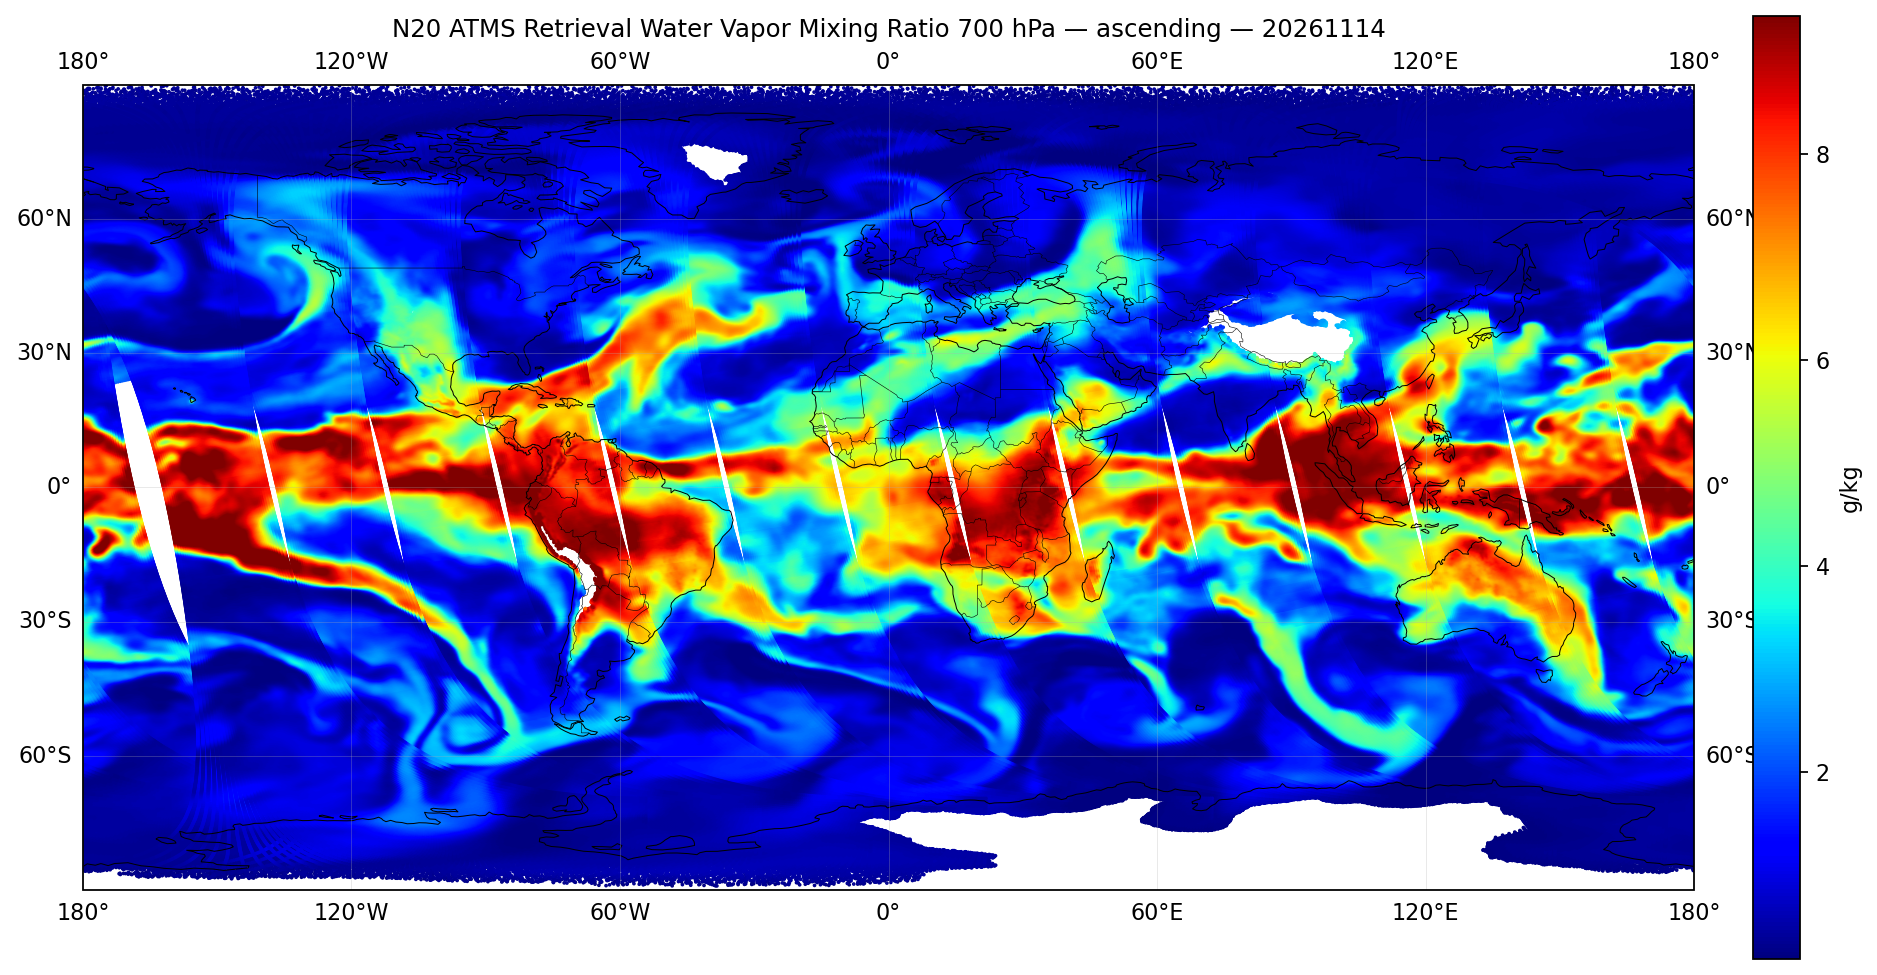 N20 ATMS Retrieval Water Vapor Mixing Ratio 700 hPa — ascending — 20261114
180° 120°W 60°W 0° 60°E 120°E 180°
60°N 60°N
30°N 30°N
0° 0°
30°S 30°S
60°S 60°S
180° 120°W 60°W 0° 60°E 120°E 180°
8
6
4
2
g/kg